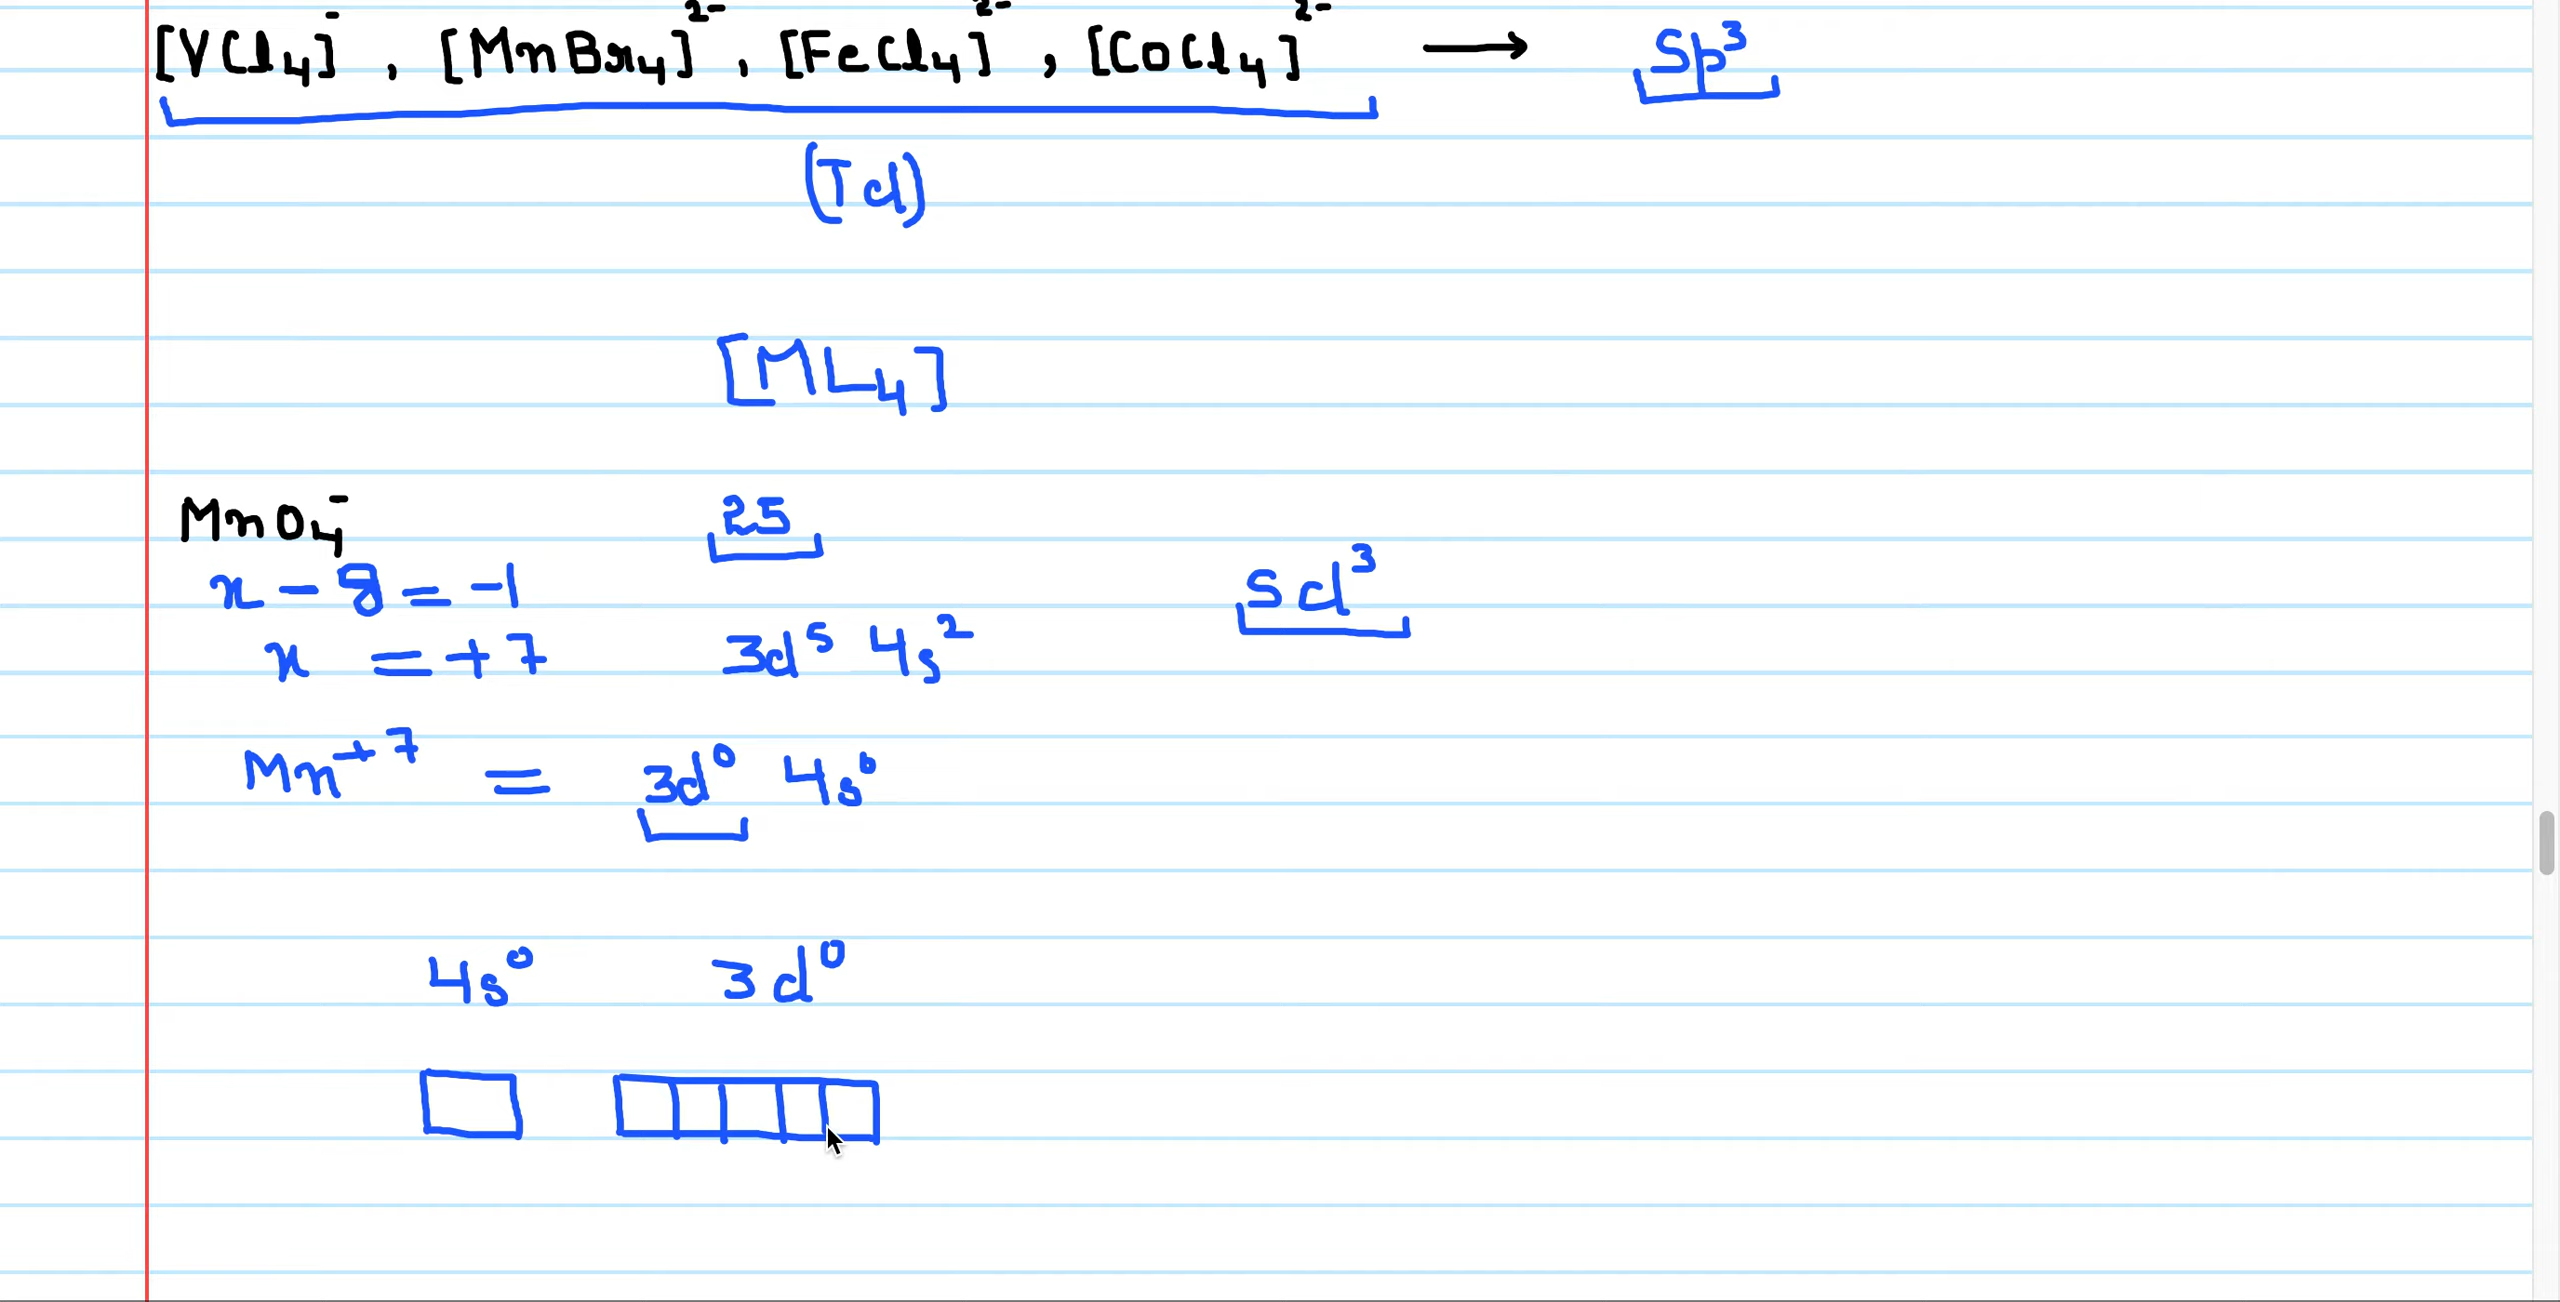 [VCl₄]⁻ , [MnBr₄]²⁻ , [FeCl₄]²⁻ , [CoCl₄]²⁻ ⟶ Sp³
(Td)
[ML₄]
MnO₄⁻ 25
x − 8 = −1 Sd³
x = +7 3d⁵ 4s²
Mn⁺⁷ = 3d⁰ 4s⁰
4s⁰ 3d⁰